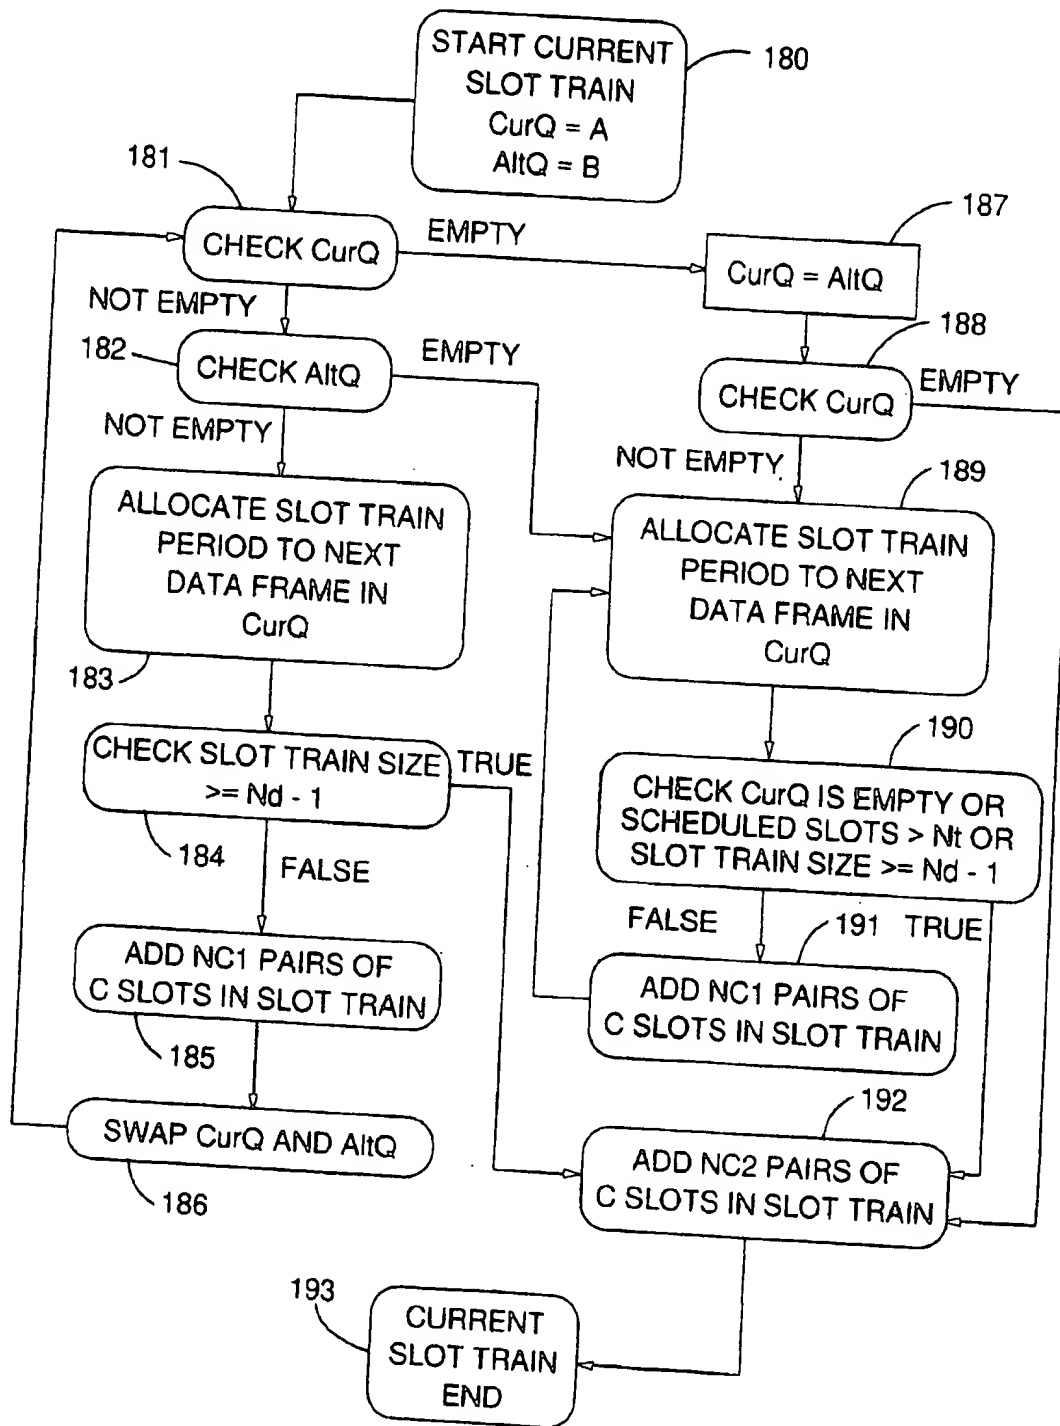 START CURRENT
SLOT TRAIN
CurQ = A
AltQ = B
180
181
CHECK CurQ
EMPTY
187
CurQ = AltQ
NOT EMPTY
188
182
CHECK AltQ
EMPTY
CHECK CurQ
EMPTY
NOT EMPTY
NOT EMPTY
189
ALLOCATE SLOT TRAIN
PERIOD TO NEXT
DATA FRAME IN
CurQ
183
ALLOCATE SLOT TRAIN
PERIOD TO NEXT
DATA FRAME IN
CurQ
190
CHECK SLOT TRAIN SIZE
>= Nd - 1
TRUE
184
FALSE
CHECK CurQ IS EMPTY OR
SCHEDULED SLOTS > Nt OR
SLOT TRAIN SIZE >= Nd - 1
FALSE
191
TRUE
ADD NC1 PAIRS OF
C SLOTS IN SLOT TRAIN
185
ADD NC1 PAIRS OF
C SLOTS IN SLOT TRAIN
192
SWAP CurQ AND AltQ
186
ADD NC2 PAIRS OF
C SLOTS IN SLOT TRAIN
193
CURRENT
SLOT TRAIN
END